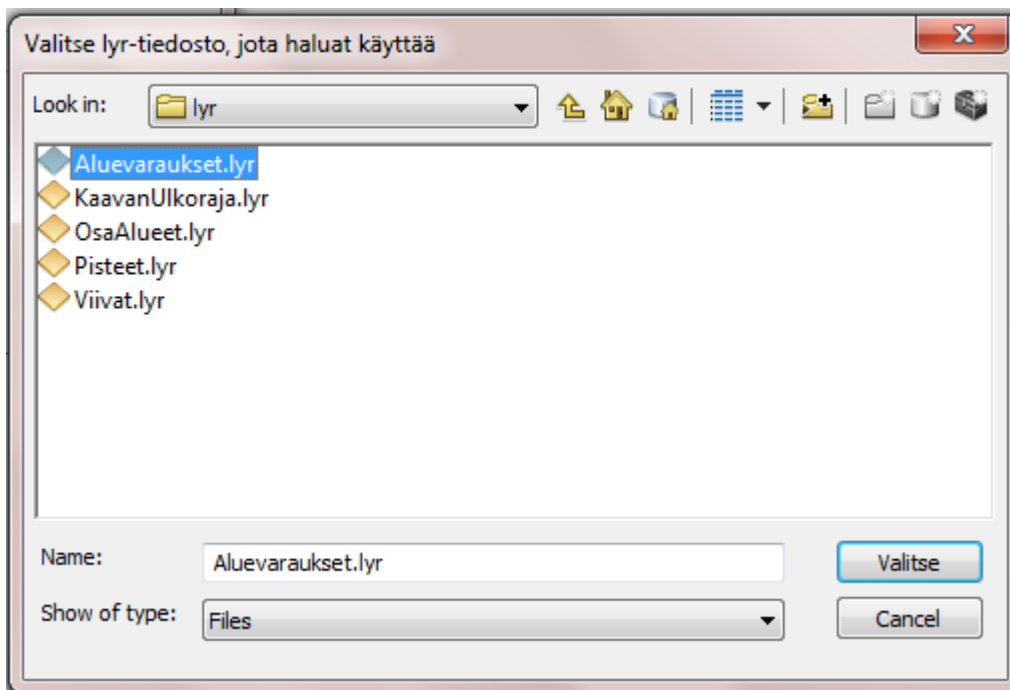 Valitse lyr-tiedosto, jota haluat käyttää
Look in: lyr
Aluevaraukset.lyr
KaavanUlkoraja.lyr
OsaAlueet.lyr
Pisteet.lyr
Viivat.lyr
Name: Aluevaraukset.lyr Valitse
Show of type: Files Cancel